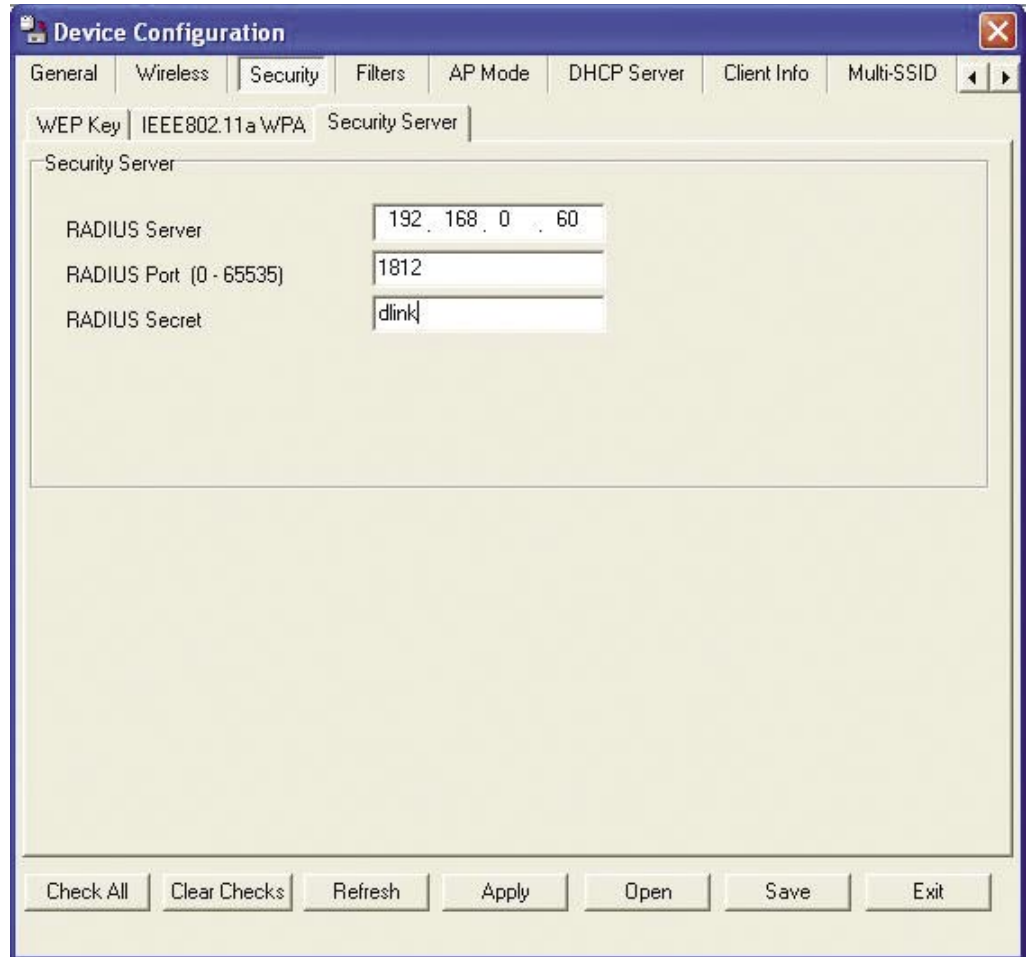 Device Configuration
General Wireless Security Filters AP Mode DHCP Server Client Info Multi-SSID
WEP Key IEEE802.11a WPA Security Server
Security Server
RADIUS Server 192 . 168 . 0 . 60
RADIUS Port (0 - 65535) 1812
RADIUS Secret dlink
Check All Clear Checks Refresh Apply Open Save Exit